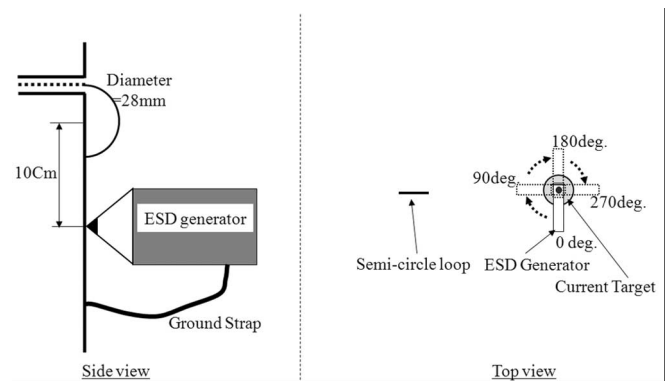 Diameter
=28mm
10Cm
ESD generator
Ground Strap
Side view
180deg.
90deg.
270deg.
0 deg.
Semi-circle loop
ESD Generator
Current Target
Top view